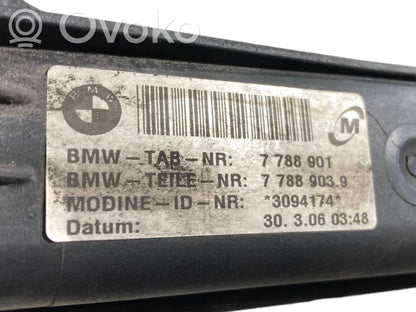 OVOKO
BMW
M
BMW-TAB-NR: 7 788 901
BMW-TEILE-NR: 7 788 903.9
MODINE-ID-NR: *3094174*
Datum: 30. 3.06 03:48